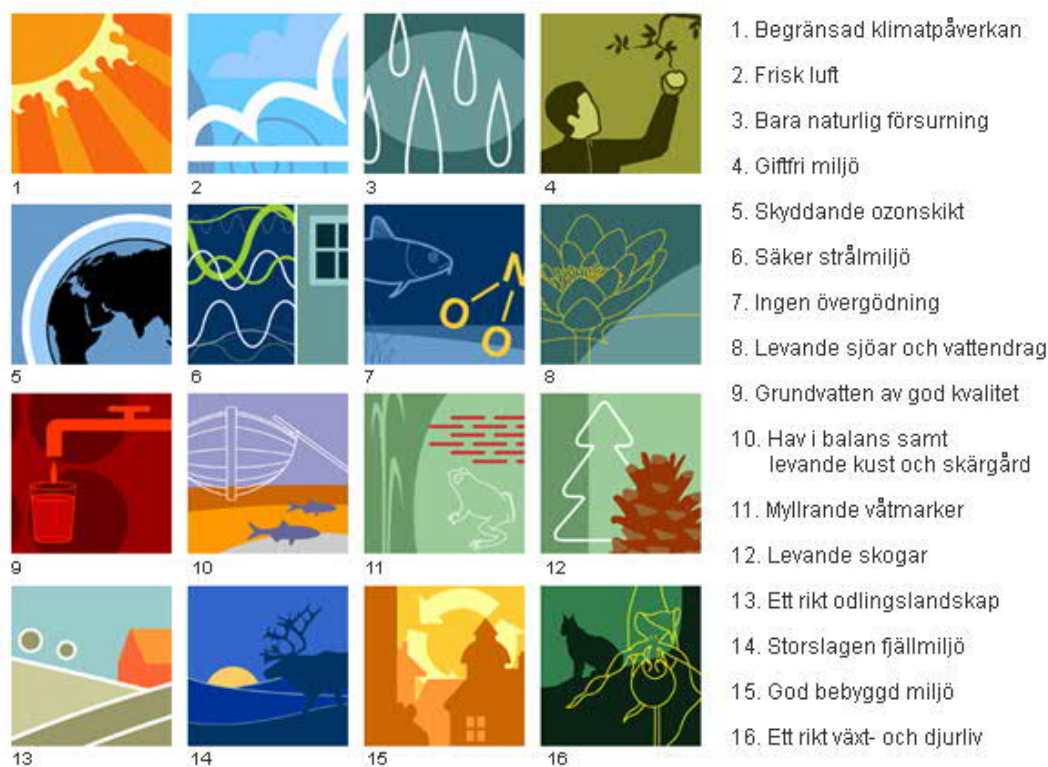 1
2
3
4
5
6
7
N
O
O
8
9
10
11
12
13
14
15
16
1. Begränsad klimatpåverkan
2. Frisk luft
3. Bara naturlig försurning
4. Giftfri miljö
5. Skyddande ozonskikt
6. Säker strålmiljö
7. Ingen övergödning
8. Levande sjöar och vattendrag
9. Grundvatten av god kvalitet
10. Hav i balans samt
levande kust och skärgård
11. Myllrande våtmarker
12. Levande skogar
13. Ett rikt odlingslandskap
14. Storslagen fjällmiljö
15. God bebyggd miljö
16. Ett rikt växt- och djurliv